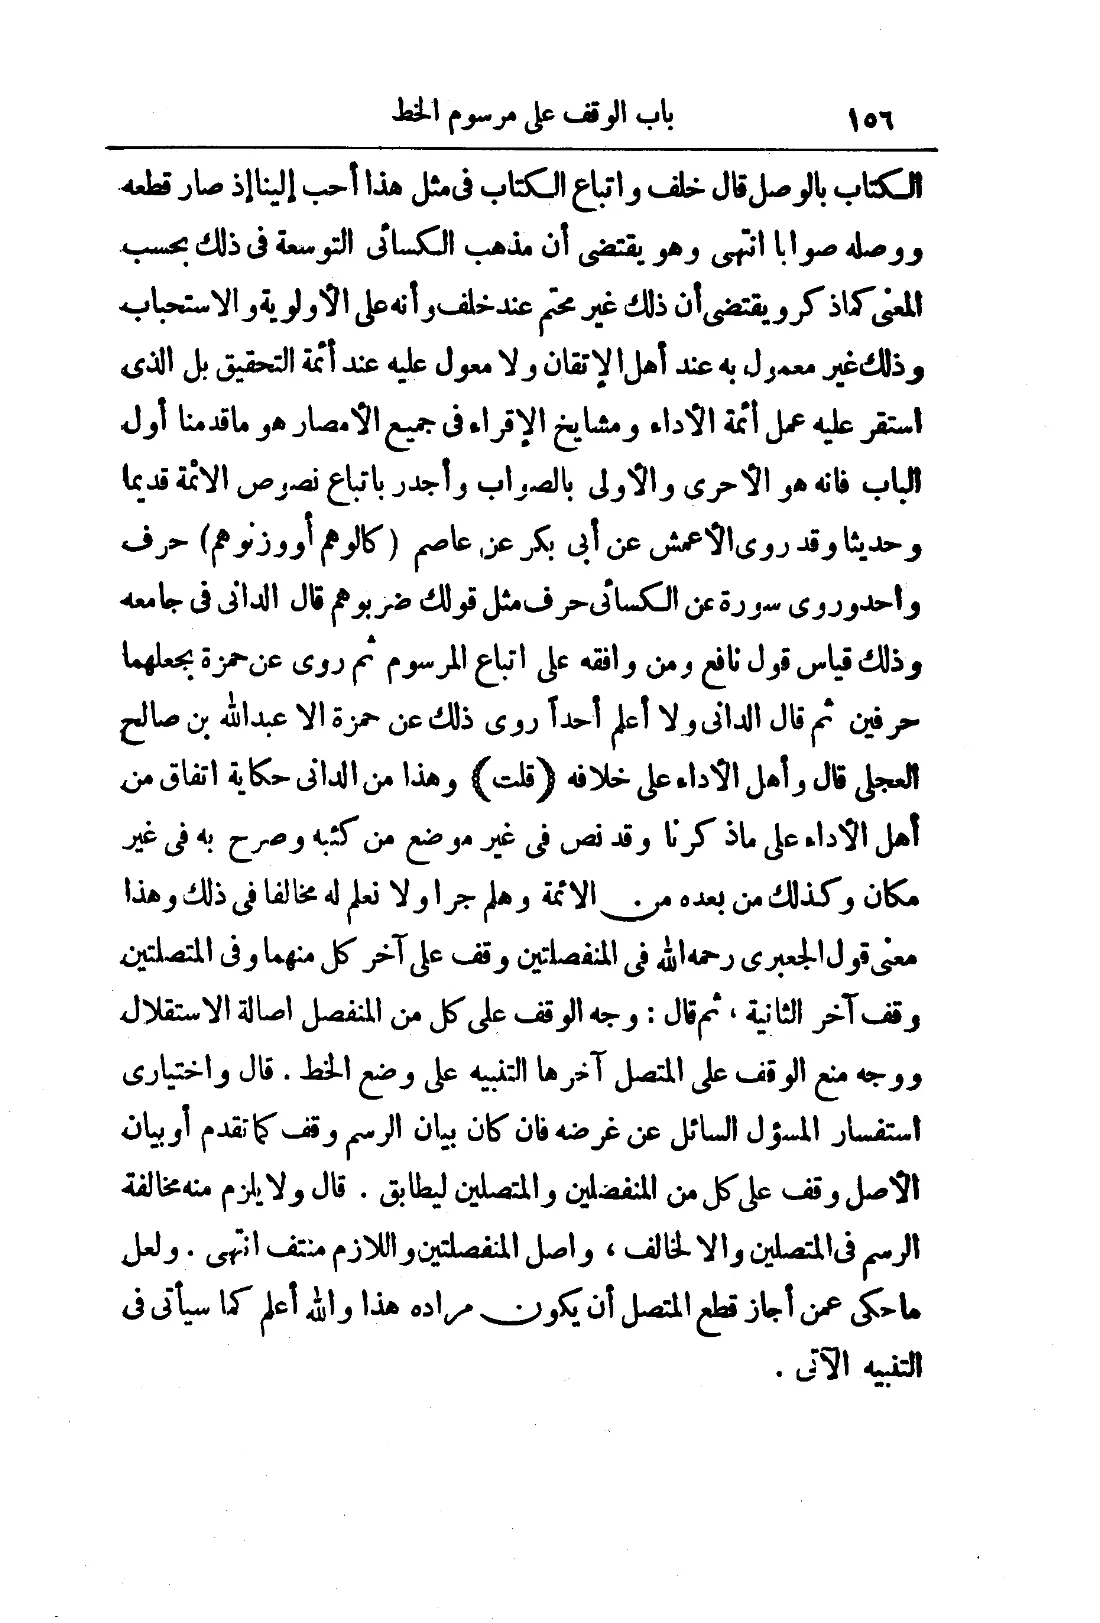 ١٥٦ باب الوقف على مرسوم الخط
الكتاب بالوصل قال خلف واتباع الكتاب فى مثل هذا أحب إلينا إذ صار قطعه
ووصله صوابا انتهى وهو يقتضى أن مذهب الكسائى التوسعة فى ذلك بحسب
المعنى كما ذكر ويقتضى أن ذلك غير محتم عند خلف وأنه على الأولوية والاستحباب
وذلك غير معمول به عند أهل الإتقان ولا معول عليه عند أئمة التحقيق بل الذى
استقر عليه عمل أئمة الأداء ومشايخ الإقراء فى جميع الأمصار هو ما قدمنا أول
الباب فانه هو الأحرى والأولى بالصواب وأجدر باتباع نصوص الائمة قديما
وحديثا وقد روى الأعمش عن أبى بكر عن عاصم (كالوهم أووزنوهم) حرف
واحد وروى سورة عن الكسائى حرف مثل قولك ضربوهم قال الدانى فى جامعه
وذلك قياس قول نافع ومن وافقه على اتباع المرسوم ثم روى عن حمزة بجعلهما
حرفين ثم قال الدانى ولا أعلم أحداً روى ذلك عن حمزة الا عبدالله بن صالح
العجلى قال وأهل الأداء على خلافه (قلت) وهذا من الدانى حكاية اتفاق من
أهل الأداء على ماذكرنا وقد نص فى غير موضع من كتبه وصرح به فى غير
مكان وكذلك من بعده من الائمة وهلم جرا ولا نعلم له مخالفا فى ذلك وهذا
معنى قول الجعبرى رحمه الله فى المنفصلتين وقف على آخر كل منهما وفى المتصلتين
وقف آخر الثانية ، ثم قال : وجه الوقف على كل من المنفصل اصالة الاستقلال
ووجه منع الوقف على المتصل آخرها التنبيه على وضع الخط . قال واختيارى
استفسار المسؤل السائل عن غرضه فان كان بيان الرسم وقف كما تقدم أو بيان
الأصل وقف على كل من المنفصلين والمتصلين ليطابق . قال ولا يلزم منه مخالفة
الرسم فى المتصلين والا لخالف ، واصل المنفصلتين واللازم منتف انتهى . ولعل
ما حكى عمن أجاز قطع المتصل أن يكون مراده هذا والله أعلم كما سيأتى فى
التنبيه الآتى .